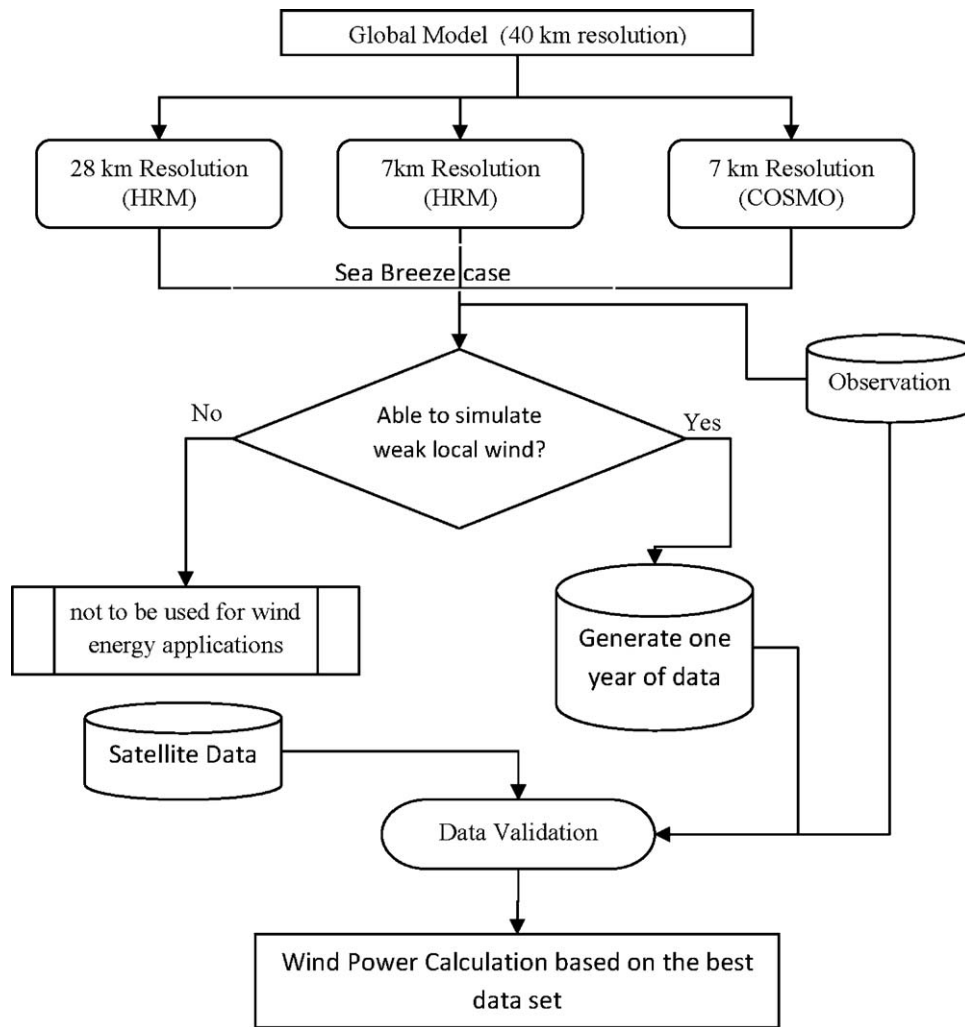 Global Model (40 km resolution)
28 km Resolution
(HRM)
7km Resolution
(HRM)
7 km Resolution
(COSMO)
Sea Breeze case
Observation
No
Able to simulate
weak local wind?
Yes
not to be used for wind
energy applications
Generate one
year of data
Satellite Data
Data Validation
Wind Power Calculation based on the best
data set